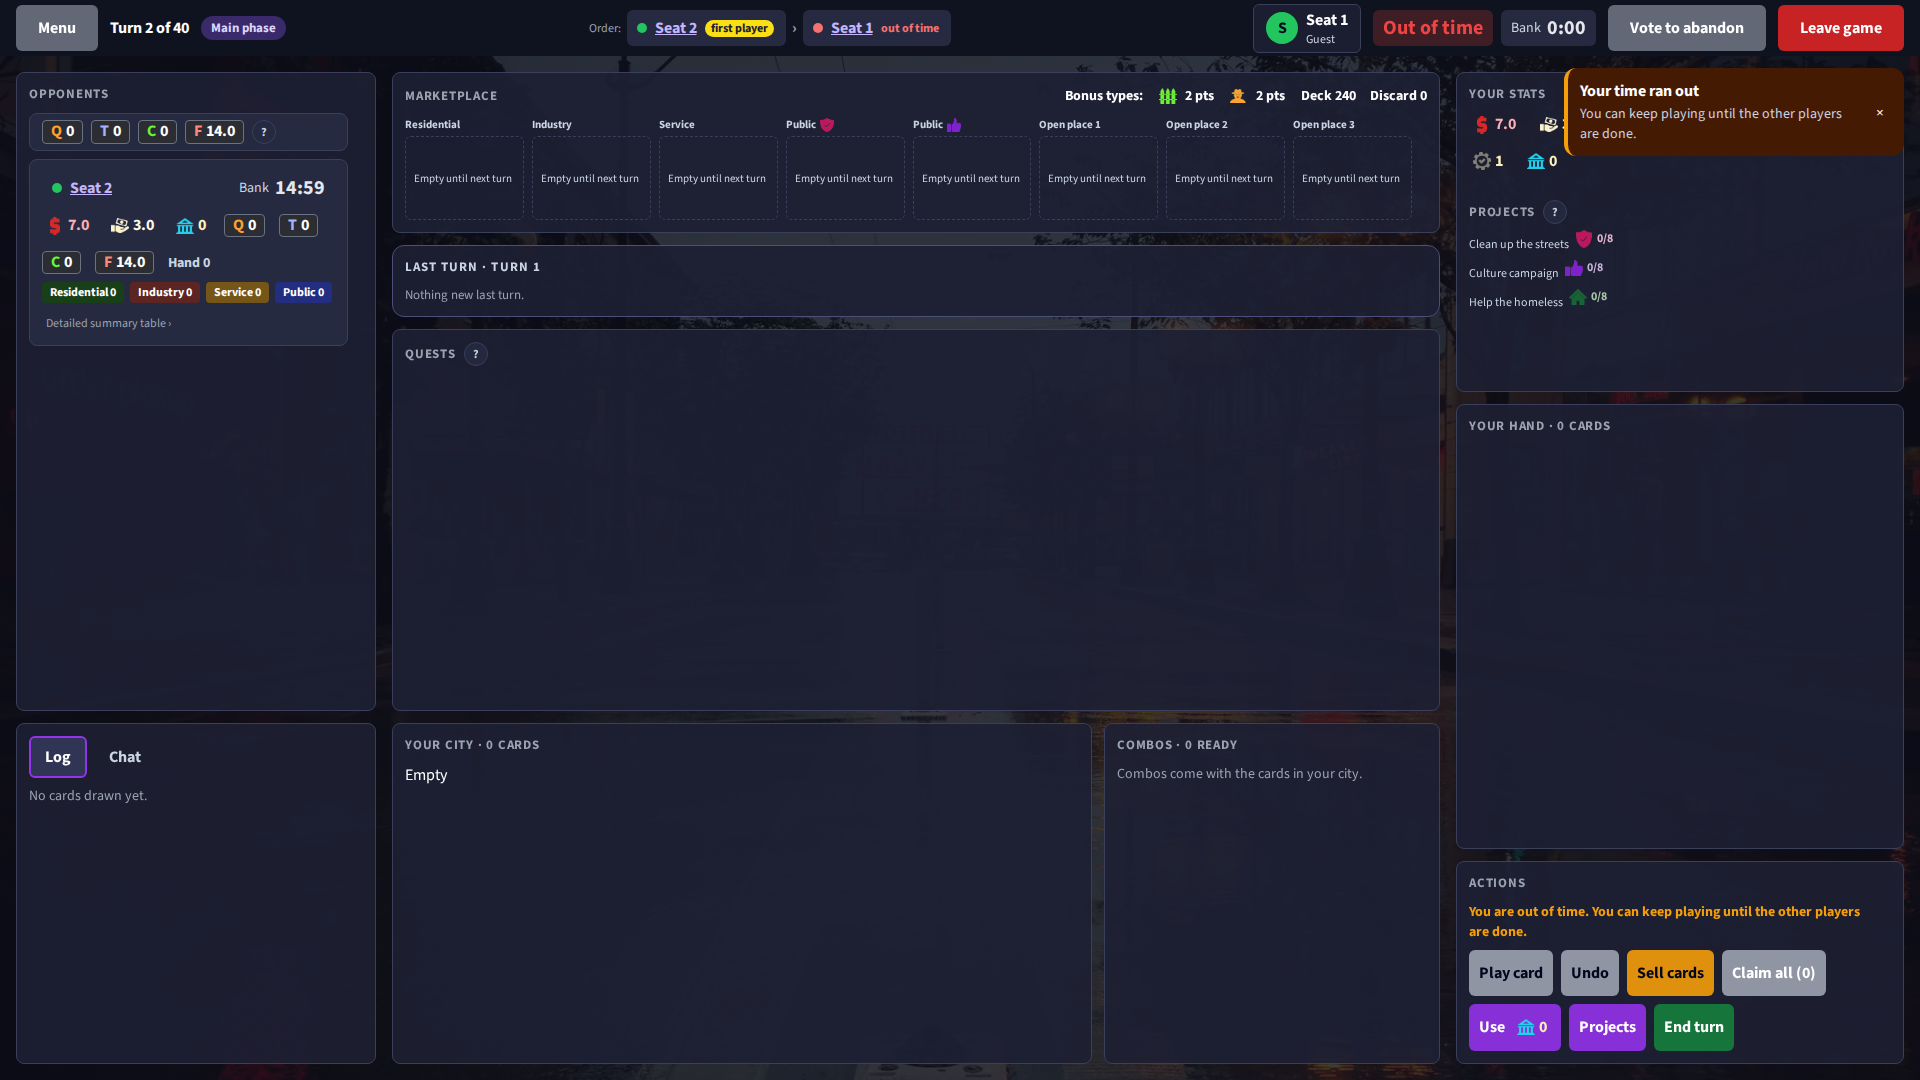 Menu
Turn 2 of 40
Main phase
Order:
Seat 2 first player
›
Seat 1 out of time
S
Seat 1
Guest
Out of time
Bank 0:00
Vote to abandon
Leave game
OPPONENTS
Q 0
T 0
C 0
F 14.0
?
Seat 2
Bank 14:59
$ 7.0
3.0
0
Q 0
T 0
C 0
F 14.0
Hand 0
Residential 0
Industry 0
Service 0
Public 0
Detailed summary table ›
MARKETPLACE
Bonus types: 2 pts 2 pts Deck 240 Discard 0
Residential
Industry
Service
Public
Public
Open place 1
Open place 2
Open place 3
Empty until next turn
Empty until next turn
Empty until next turn
Empty until next turn
Empty until next turn
Empty until next turn
Empty until next turn
Empty until next turn
LAST TURN · TURN 1
Nothing new last turn.
QUESTS ?
YOUR STATS
$ 7.0
1
0
Your time ran out
You can keep playing until the other players
are done.
×
PROJECTS ?
Clean up the streets 0/8
Culture campaign 0/8
Help the homeless 0/8
YOUR HAND · 0 CARDS
Log
Chat
No cards drawn yet.
YOUR CITY · 0 CARDS
Empty
COMBOS · 0 READY
Combos come with the cards in your city.
ACTIONS
You are out of time. You can keep playing until the other players
are done.
Play card
Undo
Sell cards
Claim all (0)
Use 0
Projects
End turn